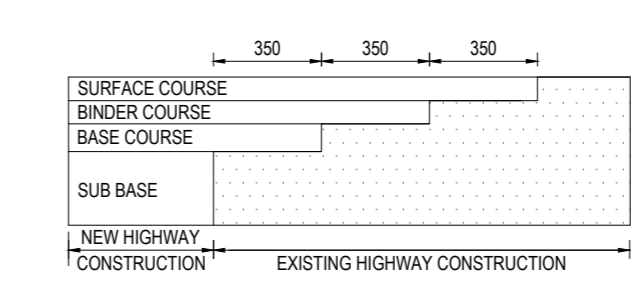 350 350 350
SURFACE COURSE
BINDER COURSE
BASE COURSE
SUB BASE
NEW HIGHWAY
CONSTRUCTION
EXISTING HIGHWAY CONSTRUCTION